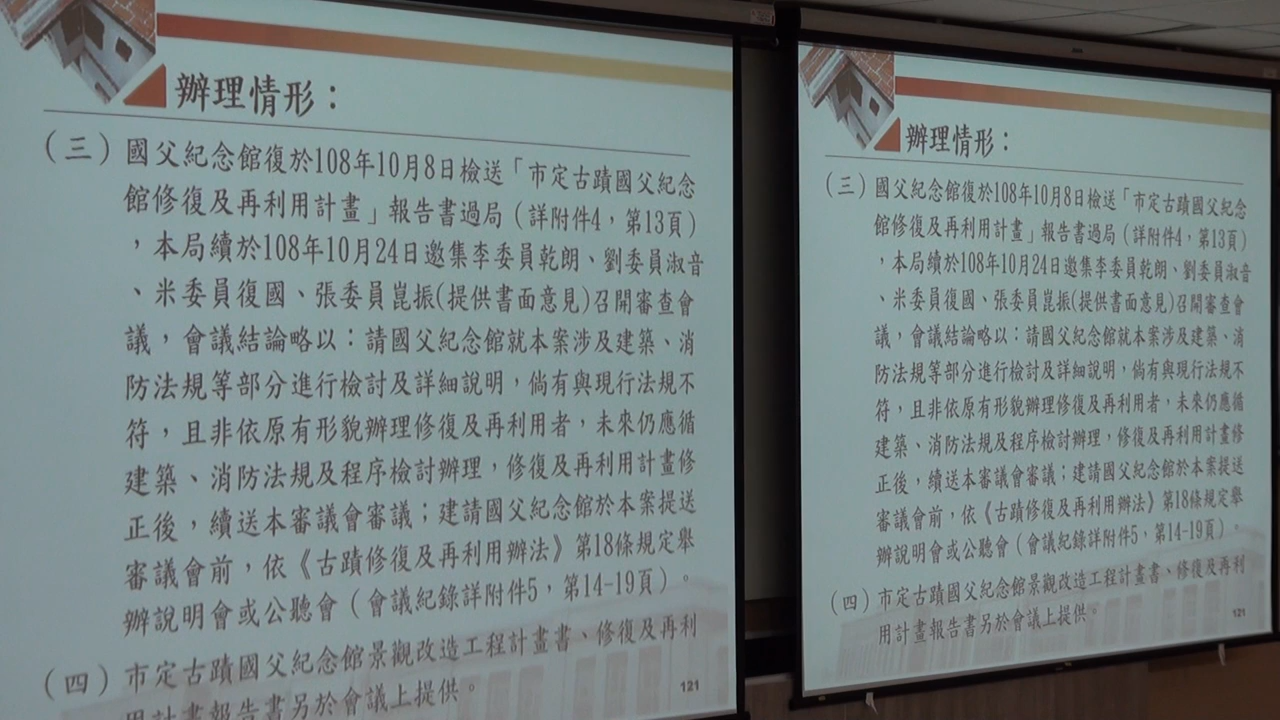 辦理情形：
（三）國父紀念館復於108年10月8日檢送「市定古蹟國父紀念
館修復及再利用計畫」報告書過局（詳附件4，第13頁）
，本局續於108年10月24日邀集李委員乾朗、劉委員淑音
、米委員復國、張委員崑振(提供書面意見)召開審查會
議，會議結論略以：請國父紀念館就本案涉及建築、消
防法規等部分進行檢討及詳細說明，倘有與現行法規不
符，且非依原有形貌辦理修復及再利用者，未來仍應循
建築、消防法規及程序檢討辦理，修復及再利用計畫修
正後，續送本審議會審議；建請國父紀念館於本案提送
審議會前，依《古蹟修復及再利用辦法》第18條規定舉
辦說明會或公聽會（會議紀錄詳附件5，第14-19頁）。
（四）市定古蹟國父紀念館景觀改造工程計畫書、修復及再利
用計畫報告書另於會議上提供。
121
辦理情形：
（三）國父紀念館復於108年10月8日檢送「市定古蹟國父紀念
館修復及再利用計畫」報告書過局（詳附件4，第13頁）
，本局續於108年10月24日邀集李委員乾朗、劉委員淑音
、米委員復國、張委員崑振(提供書面意見)召開審查會
議，會議結論略以：請國父紀念館就本案涉及建築、消
防法規等部分進行檢討及詳細說明，倘有與現行法規不
符，且非依原有形貌辦理修復及再利用者，未來仍應循
建築、消防法規及程序檢討辦理，修復及再利用計畫修
正後，續送本審議會審議；建請國父紀念館於本案提送
審議會前，依《古蹟修復及再利用辦法》第18條規定舉
辦說明會或公聽會（會議紀錄詳附件5，第14-19頁）。
（四）市定古蹟國父紀念館景觀改造工程計畫書、修復及再利
用計畫報告書另於會議上提供。
121